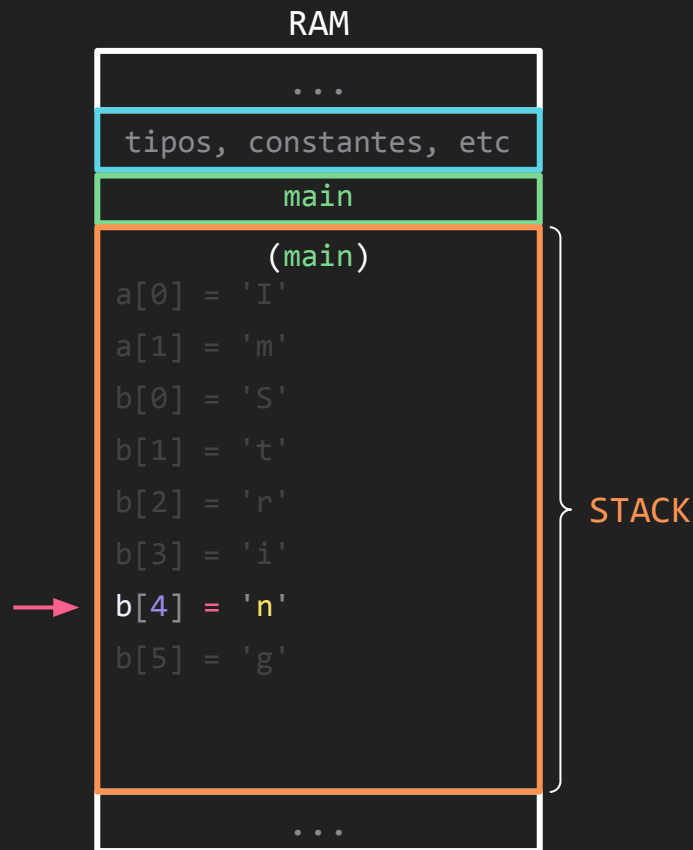 RAM
...
tipos, constantes, etc
main
(main)
a[0] = 'I'
a[1] = 'm'
b[0] = 'S'
b[1] = 't'
b[2] = 'r'
b[3] = 'i'
b[4] = 'n'
b[5] = 'g'
STACK
...